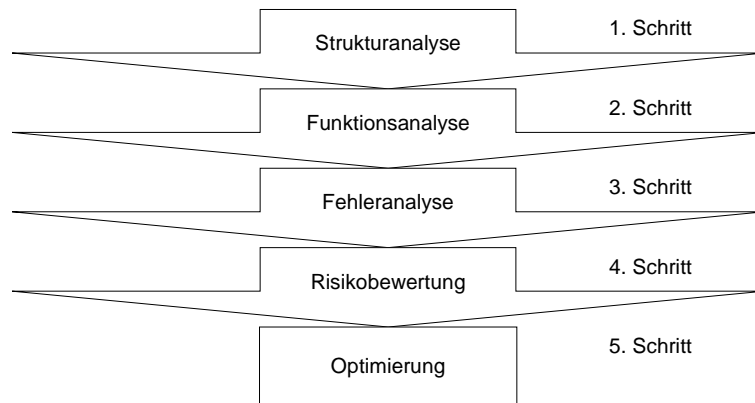 Strukturanalyse
1. Schritt
Funktionsanalyse
2. Schritt
Fehleranalyse
3. Schritt
Risikobewertung
4. Schritt
Optimierung
5. Schritt